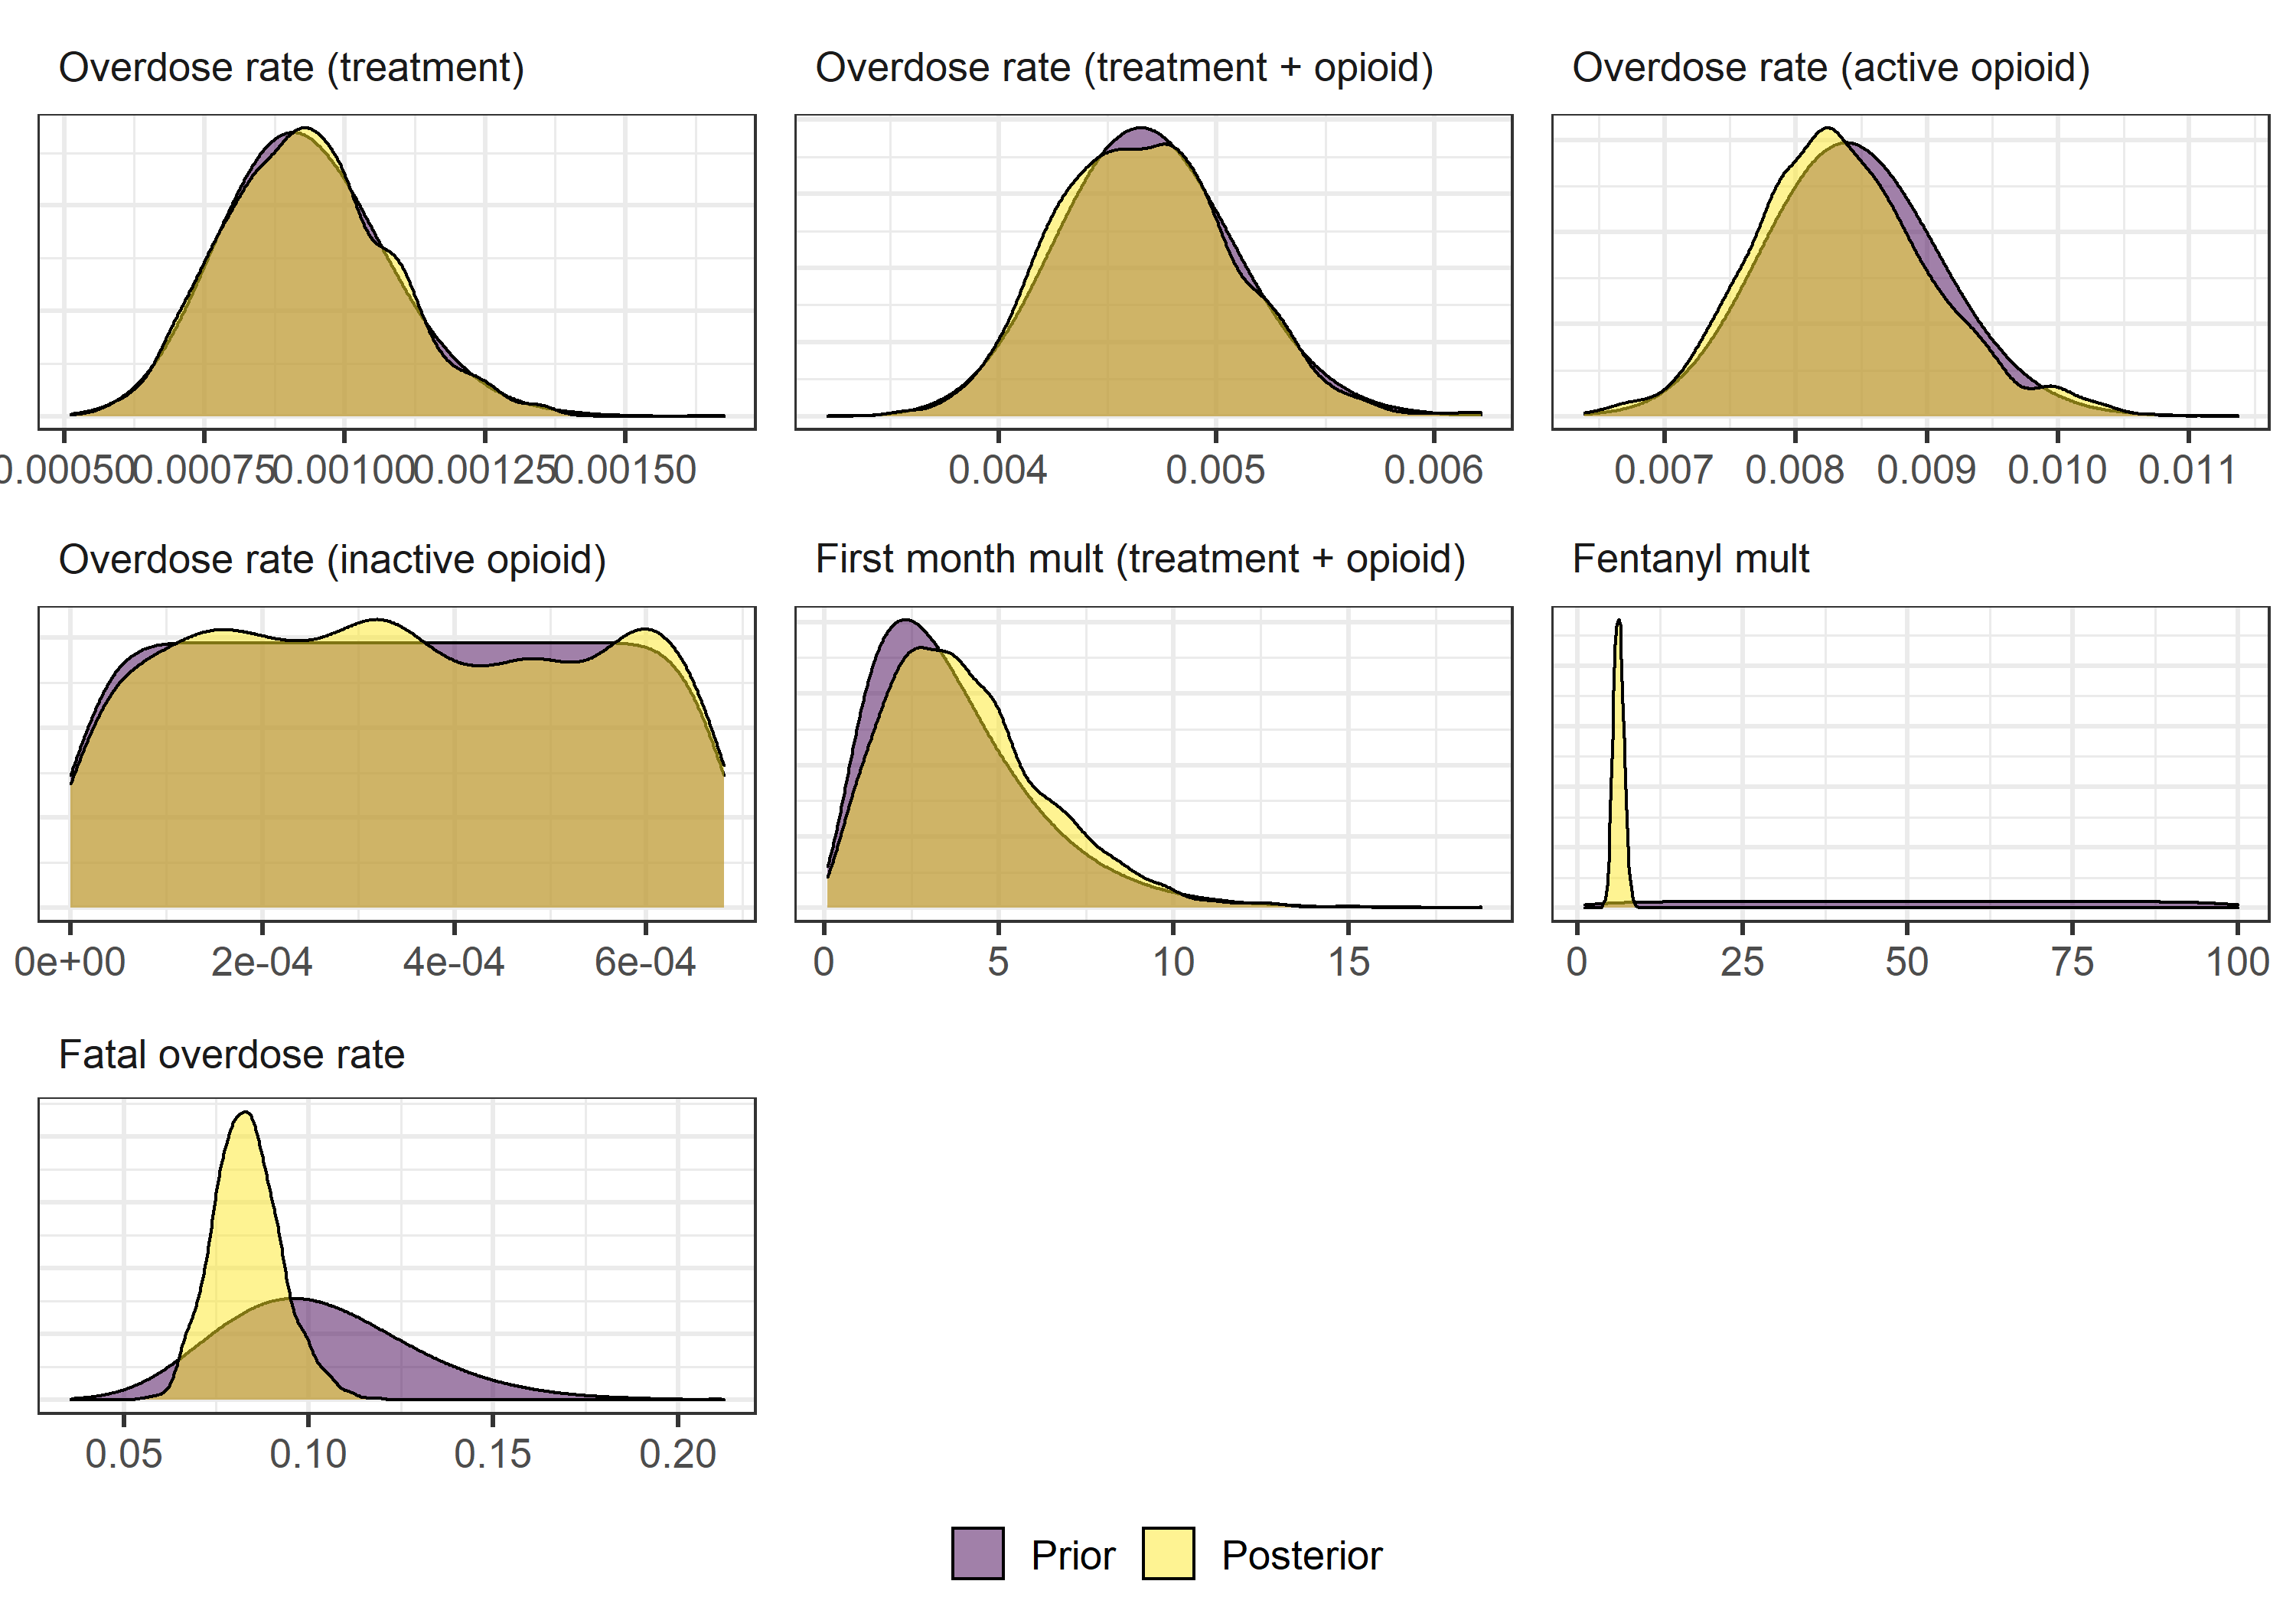 Overdose rate (treatment) Overdose rate (treatment + opioid) Overdose rate (active opioid)
0.00050 0.00075 0.00100 0.00125 0.00150 0.004 0.005 0.006 0.007 0.008 0.009 0.010 0.011
Overdose rate (inactive opioid) First month mult (treatment + opioid) Fentanyl mult
0e+00 2e-04 4e-04 6e-04 0 5 10 15 0 25 50 75 100
Fatal overdose rate
0.05 0.10 0.15 0.20
Prior Posterior